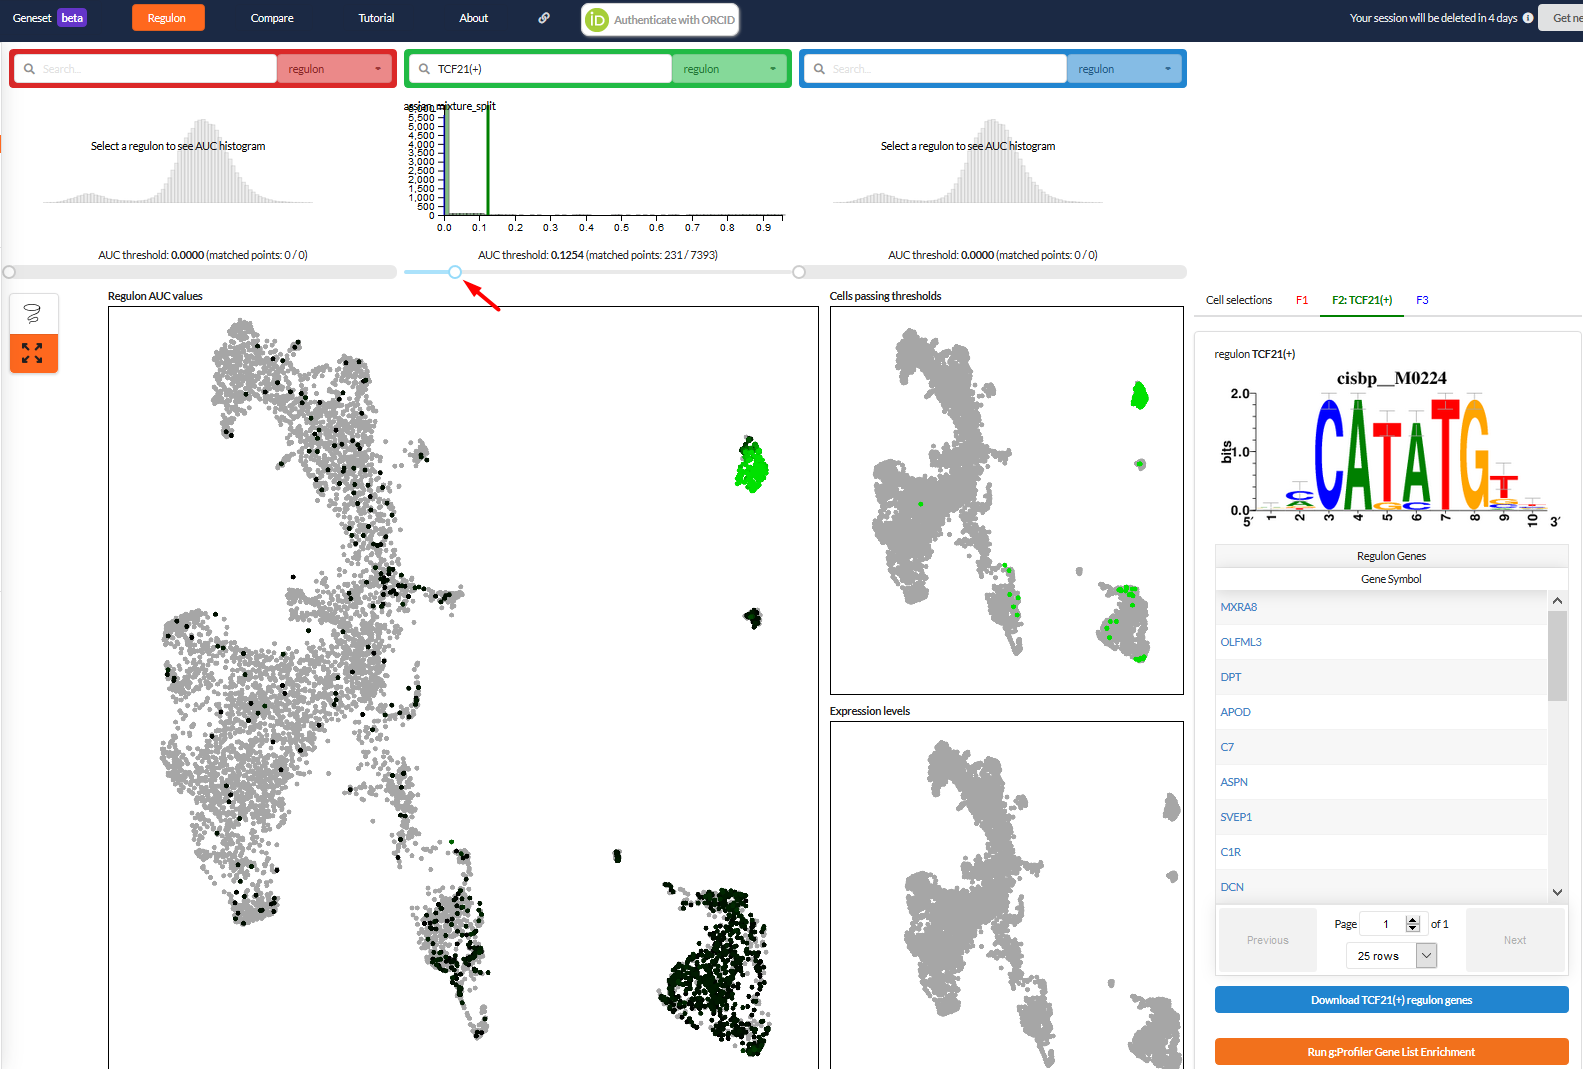 Geneset beta Regulon Compare Tutorial About Authenticate with ORCID Your session will be deleted in 4 days Get ne
Search... regulon TCF21(+) regulon Search... regulon
Select a regulon to see AUC histogram
AUC threshold: 0.0000 (matched points: 0 / 0)
assian_mixture_split
6,000
5,500
5,000
4,500
4,000
3,500
3,000
2,500
2,000
1,500
1,000
500
0
0.0 0.1 0.2 0.3 0.4 0.5 0.6 0.7 0.8 0.9
AUC threshold: 0.1254 (matched points: 231 / 7393)
Select a regulon to see AUC histogram
AUC threshold: 0.0000 (matched points: 0 / 0)
Regulon AUC values
Cells passing thresholds
Expression levels
Cell selections F1 F2: TCF21(+) F3
regulon TCF21(+)
cisbp__M0224
2.0
bits
1.0
0.0
CATATGT
5′ 1 2 3 4 5 6 7 8 9 10 3′
Regulon Genes
Gene Symbol
MXRA8
OLFML3
DPT
APOD
C7
ASPN
SVEP1
C1R
DCN
Previous Page 1 of 1 Next
25 rows
Download TCF21(+) regulon genes
Run g:Profiler Gene List Enrichment